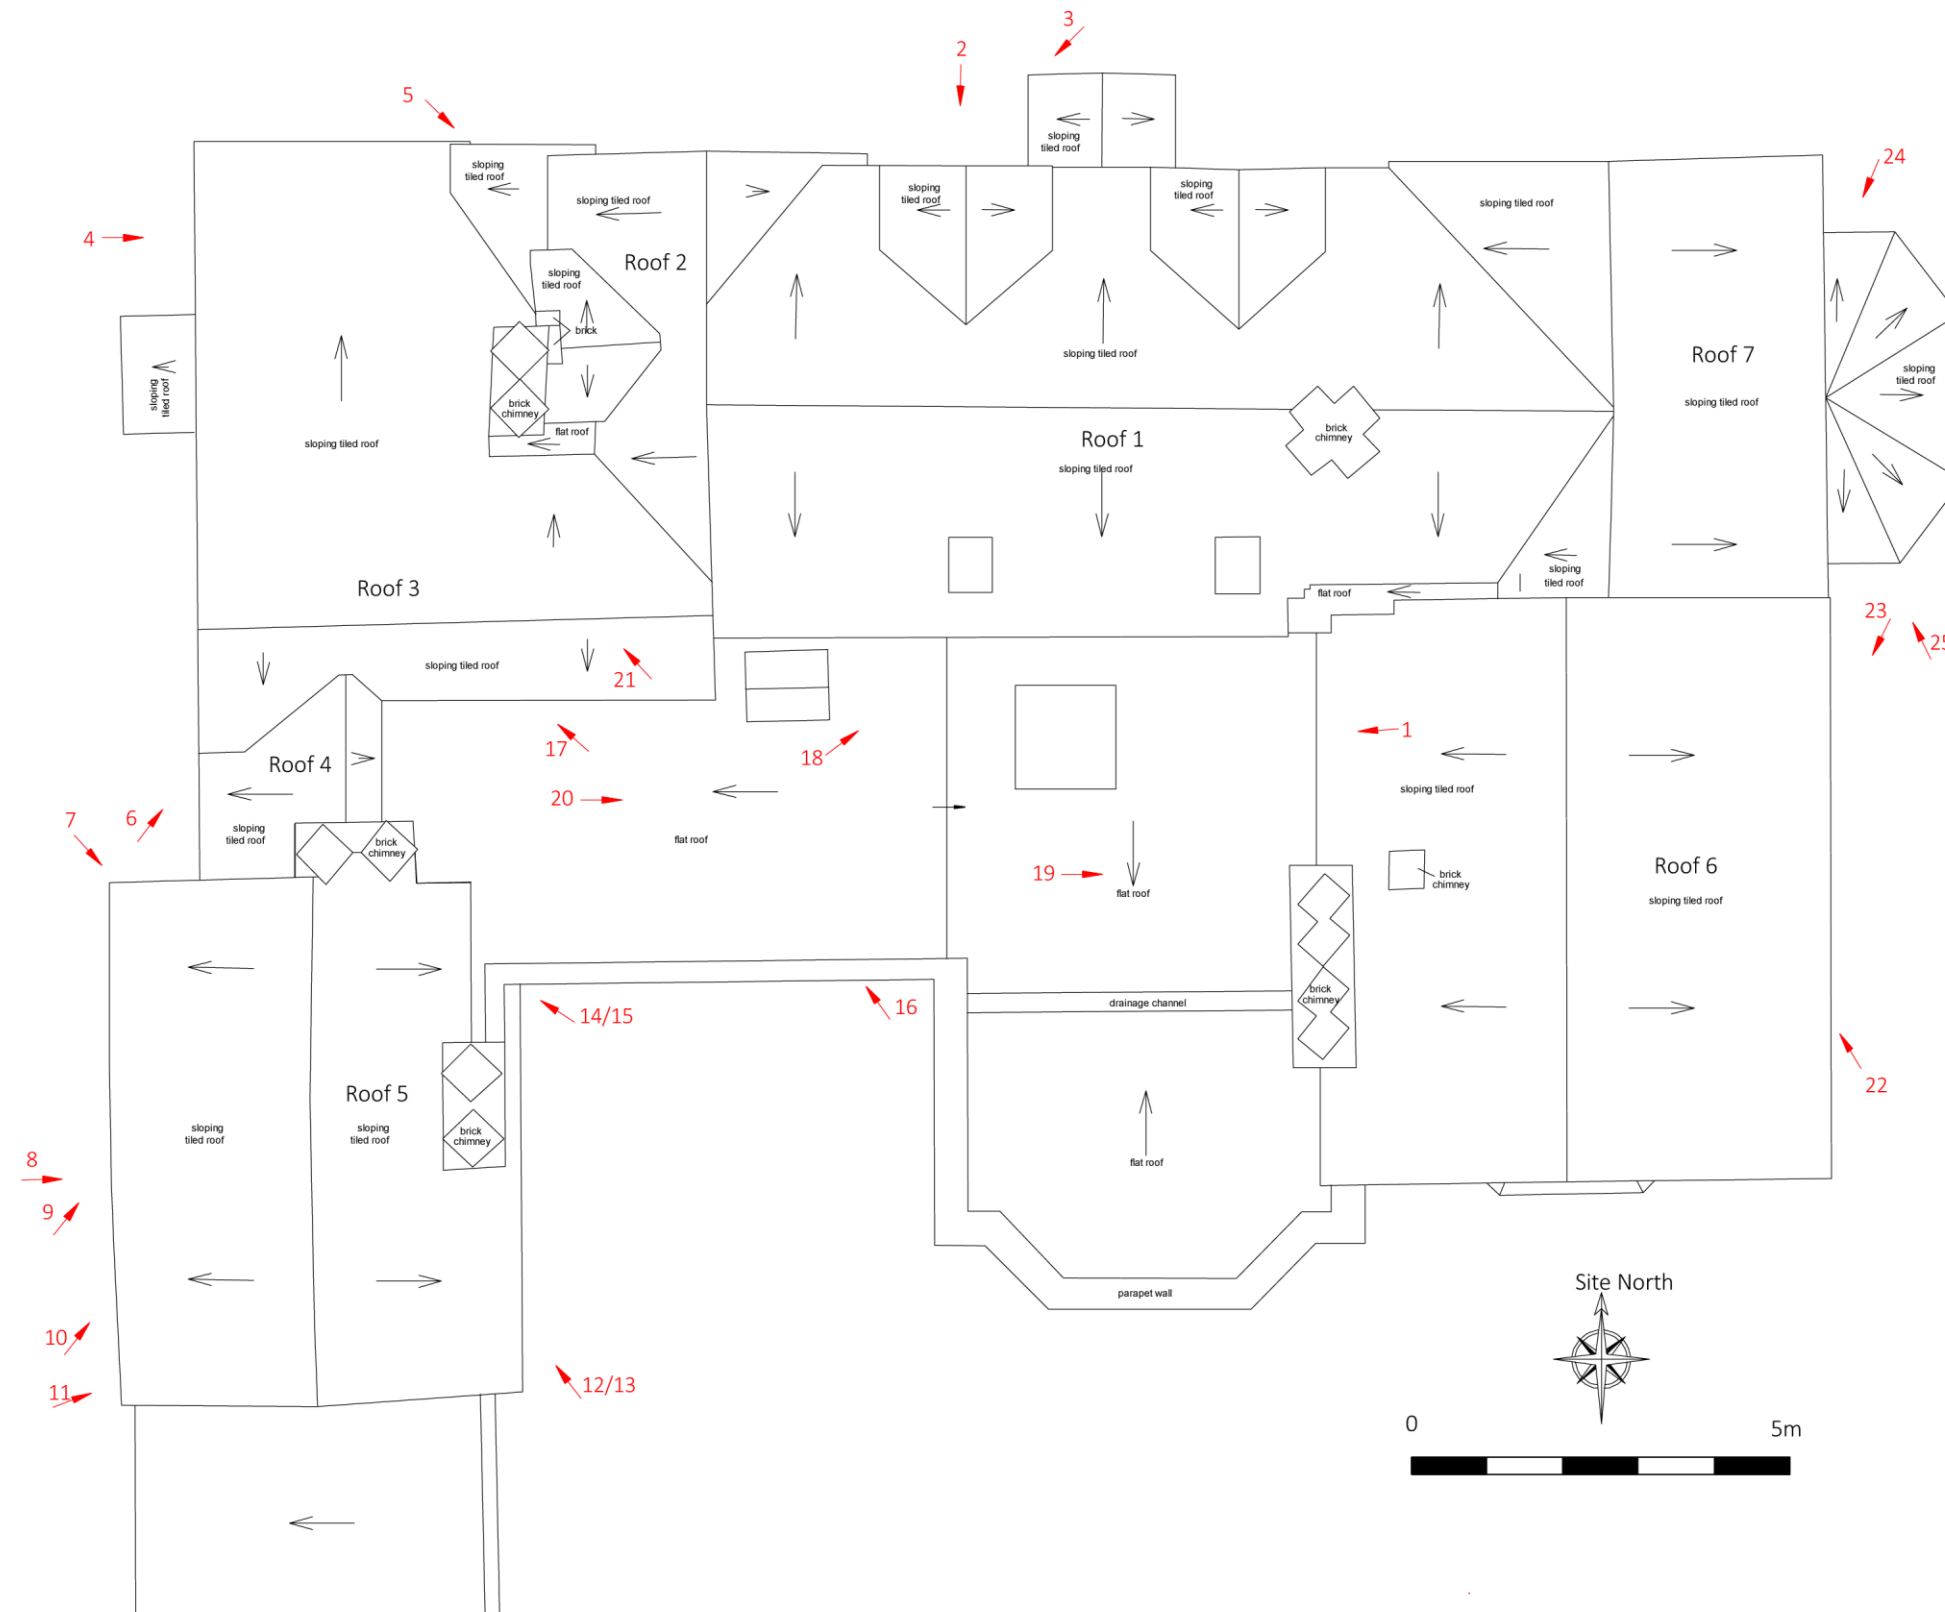 3
2
5
sloping
tiled roof
24
sloping
tiled roof
sloping tiled roof
sloping
tiled roof
sloping
tiled roof
sloping tiled roof
4
Roof 2
sloping
tiled roof
brick
sloping tiled roof
Roof 7
sloping
tiled roof
sloping
tiled roof
sloping tiled roof
brick
chimney
flat roof
sloping tiled roof
Roof 1
sloping tiled roof
brick
chimney
Roof 3
flat roof
sloping
tiled roof
23
25
sloping tiled roof
21
17
18
1
Roof 4
20
sloping tiled roof
7
6
sloping
tiled roof
brick
chimney
flat roof
19
flat roof
brick
chimney
Roof 6
sloping tiled roof
14/15
16
drainage channel
brick
chimney
Roof 5
sloping
tiled roof
sloping
tiled roof
brick
chimney
22
flat roof
8
9
parapet wall
Site North
10
11
12/13
0
5m